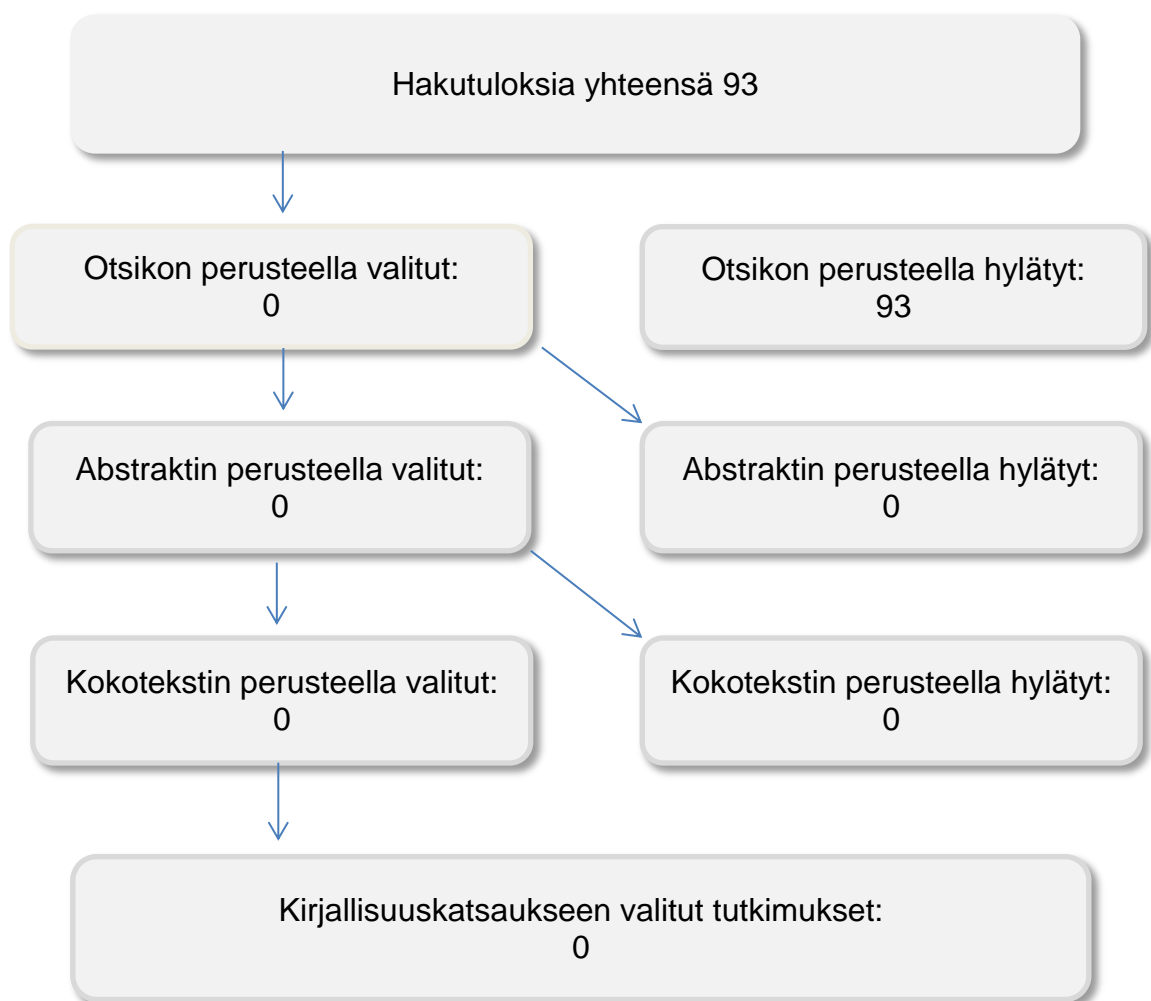 Hakutuloksia yhteensä 93
Otsikon perusteella valitut:
0
Otsikon perusteella hylätyt:
93
Abstraktin perusteella valitut:
0
Abstraktin perusteella hylätyt:
0
Kokotekstin perusteella valitut:
0
Kokotekstin perusteella hylätyt:
0
Kirjallisuuskatsaukseen valitut tutkimukset:
0